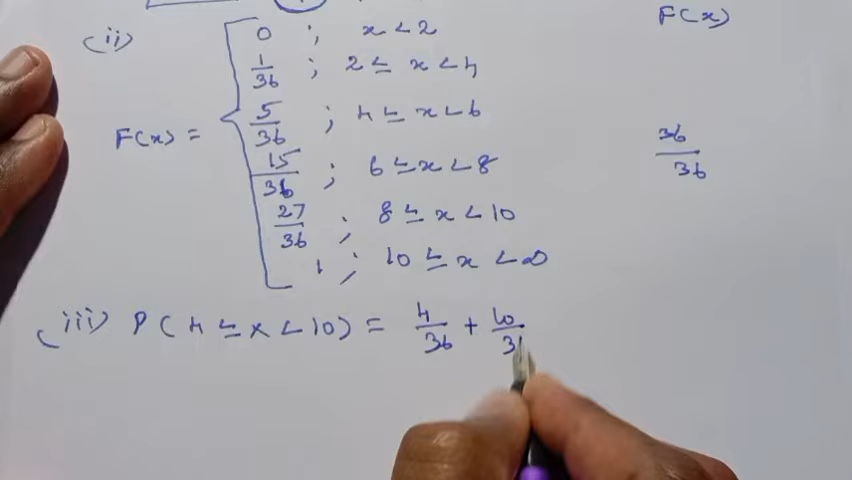 (ii) 0 ; x < 2 F(x)
1/36 ; 2 ≤ x < 4
5/36 ; 4 ≤ x < 6
F(x) = { 36/36
15/36 ; 6 ≤ x < 8
27/36 ; 8 ≤ x < 10
1 ; 10 ≤ x < ∞
(iii) P(4 ≤ x < 10) = 4/36 + 10/3